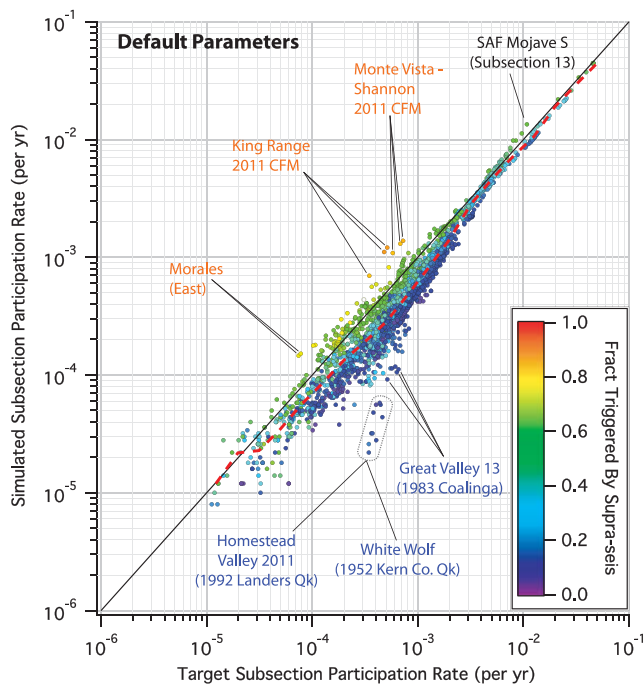 Default Parameters
SAF Mojave S
(Subsection 13)
Monte Vista -
Shannon
2011 CFM
King Range
2011 CFM
Morales
(East)
Great Valley 13
(1983 Coalinga)
Homestead
Valley 2011
(1992 Landers Qk)
White Wolf
(1952 Kern Co. Qk)
Simulated Subsection Participation Rate (per yr)
10⁻¹
10⁻²
10⁻³
10⁻⁴
10⁻⁵
10⁻⁶
10⁻⁶ 10⁻⁵ 10⁻⁴ 10⁻³ 10⁻² 10⁻¹
Target Subsection Participation Rate (per yr)
1.0
0.8
0.6
0.4
0.2
0.0
Fract Triggered By Supra-seis